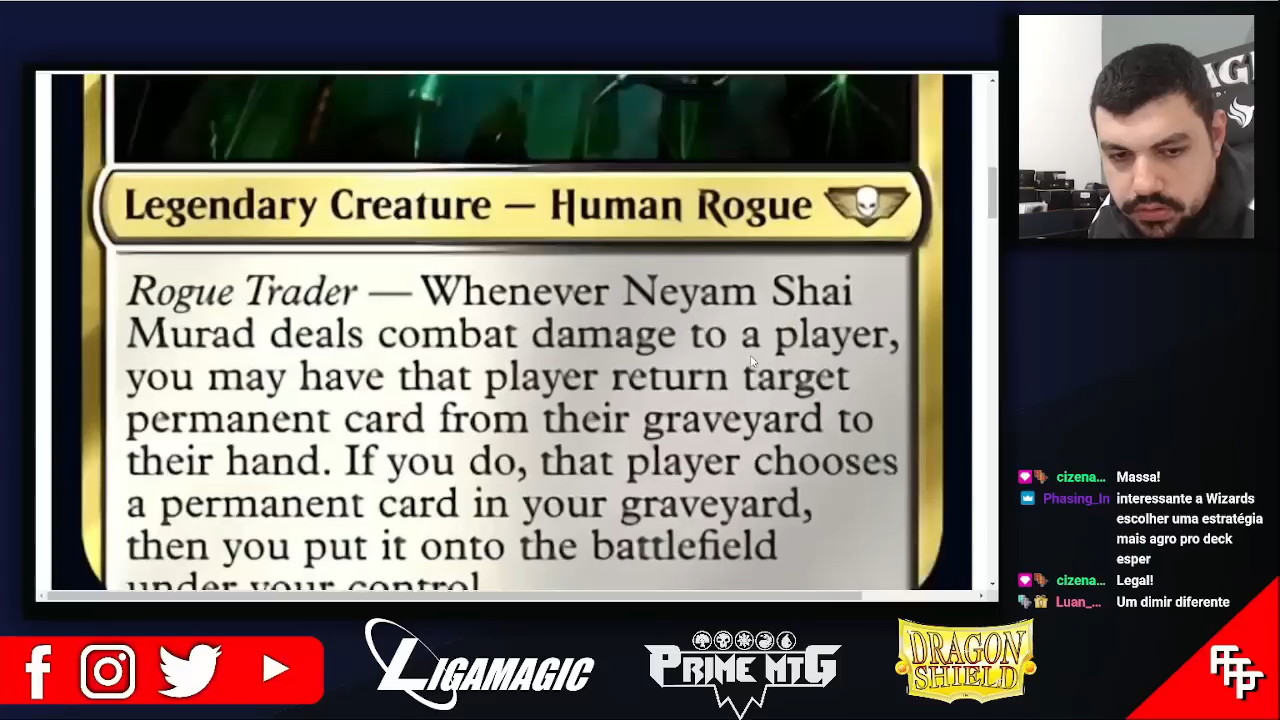 Legendary Creature — Human Rogue
Rogue Trader — Whenever Neyam Shai
Murad deals combat damage to a player,
you may have that player return target
permanent card from their graveyard to
their hand. If you do, that player chooses
a permanent card in your graveyard,
then you put it onto the battlefield
under your control.
cizena... Massa!
Phasing_In interessante a Wizards
escolher uma estratégia
mais agro pro deck
esper
cizena... Legal!
Luan_... Um dimir diferente
LIGAMAGIC
PRIME MTG
DRAGON
SHIELD